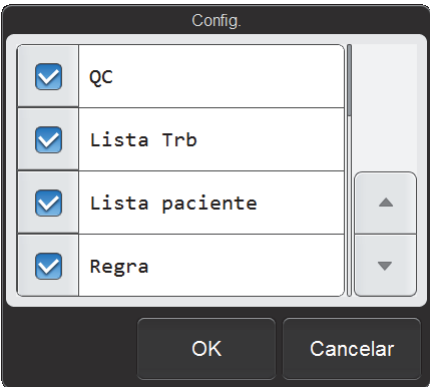 Config.
QC
Lista Trb
Lista paciente
Regra
OK
Cancelar